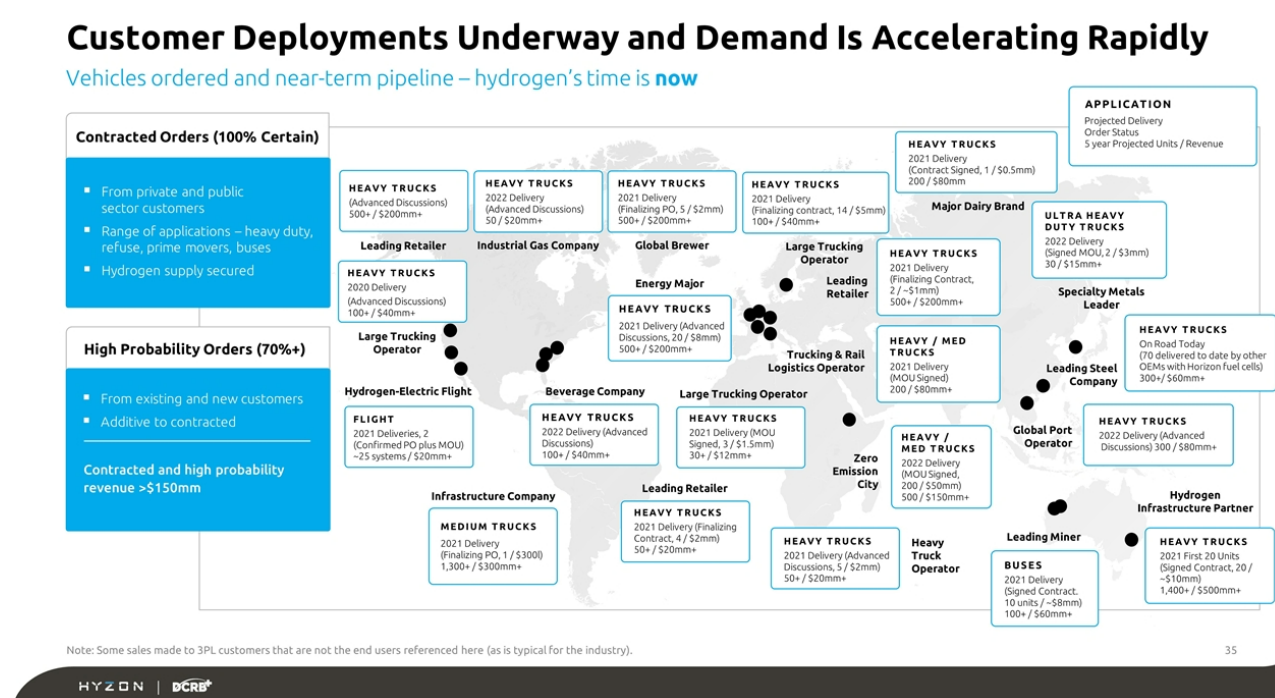 Customer Deployments Underway and Demand Is Accelerating Rapidly
Vehicles ordered and near-term pipeline – hydrogen's time is now
APPLICATION
Projected Delivery
Order Status
5 year Projected Units / Revenue
Contracted Orders (100% Certain)
▪ From private and public
sector customers
▪ Range of applications – heavy duty,
refuse, prime movers, buses
▪ Hydrogen supply secured
High Probability Orders (70%+)
▪ From existing and new customers
▪ Additive to contracted
Contracted and high probability
revenue >$150mm
HEAVY TRUCKS
(Advanced Discussions)
500+ / $200mm+
Leading Retailer
HEAVY TRUCKS
2022 Delivery
(Advanced Discussions)
50 / $20mm+
Industrial Gas Company
HEAVY TRUCKS
2021 Delivery
(Finalizing PO, 5 / $2mm)
500+ / $200mm+
Global Brewer
HEAVY TRUCKS
2021 Delivery
(Finalizing contract, 14 / $5mm)
100+ / $40mm+
Large Trucking
Operator
HEAVY TRUCKS
2021 Delivery
(Contract Signed, 1 / $0.5mm)
200 / $80mm
Major Dairy Brand
ULTRA HEAVY
DUTY TRUCKS
2022 Delivery
(Signed MOU, 2 / $3mm)
30 / $15mm+
Specialty Metals
Leader
HEAVY TRUCKS
2020 Delivery
(Advanced Discussions)
100+ / $40mm+
Large Trucking
Operator
Energy Major
HEAVY TRUCKS
2021 Delivery (Advanced
Discussions, 20 / $8mm)
500+ / $200mm+
Leading
Retailer
HEAVY TRUCKS
2021 Delivery
(Finalizing Contract,
2 / ~$1mm)
500+ / $200mm+
Trucking & Rail
Logistics Operator
HEAVY / MED
TRUCKS
2021 Delivery
(MOU Signed)
200 / $80mm+
HEAVY TRUCKS
On Road Today
(70 delivered to date by other
OEMs with Horizon fuel cells)
300+/ $60mm+
Leading Steel
Company
Hydrogen-Electric Flight
FLIGHT
2021 Deliveries, 2
(Confirmed PO plus MOU)
~25 systems / $20mm+
Beverage Company
HEAVY TRUCKS
2022 Delivery (Advanced
Discussions)
100+ / $40mm+
Large Trucking Operator
HEAVY TRUCKS
2021 Delivery (MOU
Signed, 3 / $1.5mm)
30+ / $12mm+
Zero
Emission
City
HEAVY /
MED TRUCKS
2022 Delivery
(MOU Signed,
200 / $50mm)
500 / $150mm+
Global Port
Operator
HEAVY TRUCKS
2022 Delivery (Advanced
Discussions) 300 / $80mm+
Infrastructure Company
MEDIUM TRUCKS
2021 Delivery
(Finalizing PO, 1 / $300l)
1,300+ / $300mm+
Leading Retailer
HEAVY TRUCKS
2021 Delivery (Finalizing
Contract, 4 / $2mm)
50+ / $20mm+
HEAVY TRUCKS
2021 Delivery (Advanced
Discussions, 5 / $2mm)
50+ / $20mm+
Heavy
Truck
Operator
Leading Miner
BUSES
2021 Delivery
(Signed Contract.
10 units / ~$8mm)
100+ / $60mm+
Hydrogen
Infrastructure Partner
HEAVY TRUCKS
2021 First 20 Units
(Signed Contract, 20 /
~$10mm)
1,400+ / $500mm+
Note: Some sales made to 3PL customers that are not the end users referenced here (as is typical for the industry).
35
HYZON | DCRB+